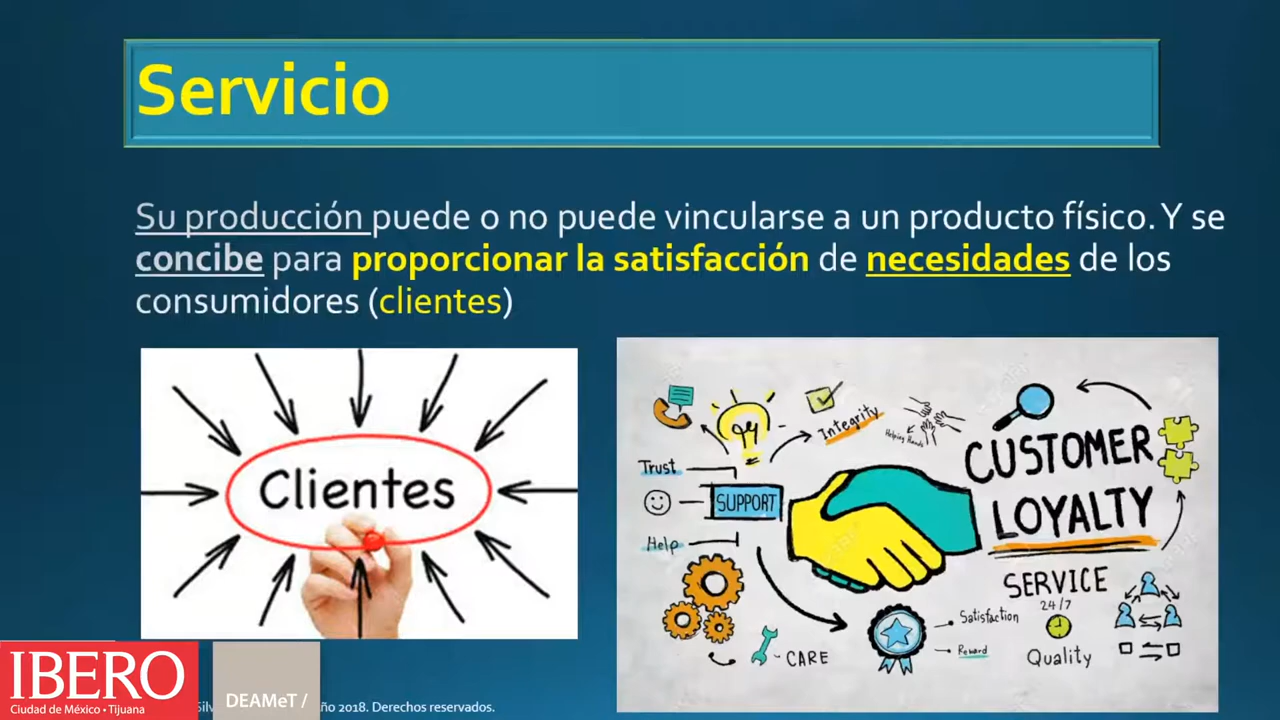 Servicio
Su producción puede o no puede vincularse a un producto físico. Y se
concibe para proporcionar la satisfacción de necesidades de los
consumidores (clientes)
Clientes
Integrity
Helping Hands
Trust
SUPPORT
Help
CUSTOMER
LOYALTY
SERVICE
24/7
Satisfaction
Reward
CARE
Quality
IBERO
Ciudad de México • Tijuana
DEAMeT /
2018. Derechos reservados.